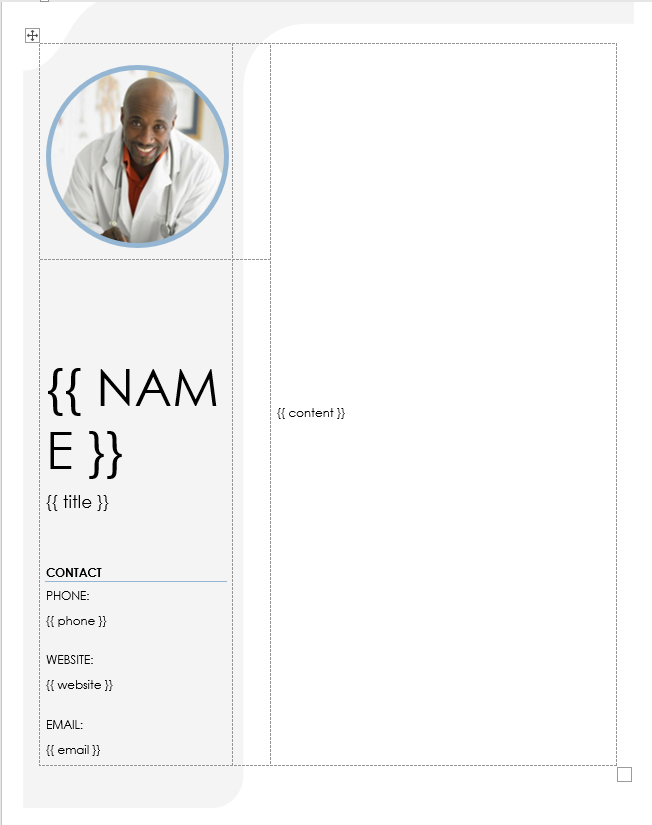 {{ NAM
E }}
{{ title }}
CONTACT
PHONE:
{{ phone }}
WEBSITE:
{{ website }}
EMAIL:
{{ email }}
{{ content }}